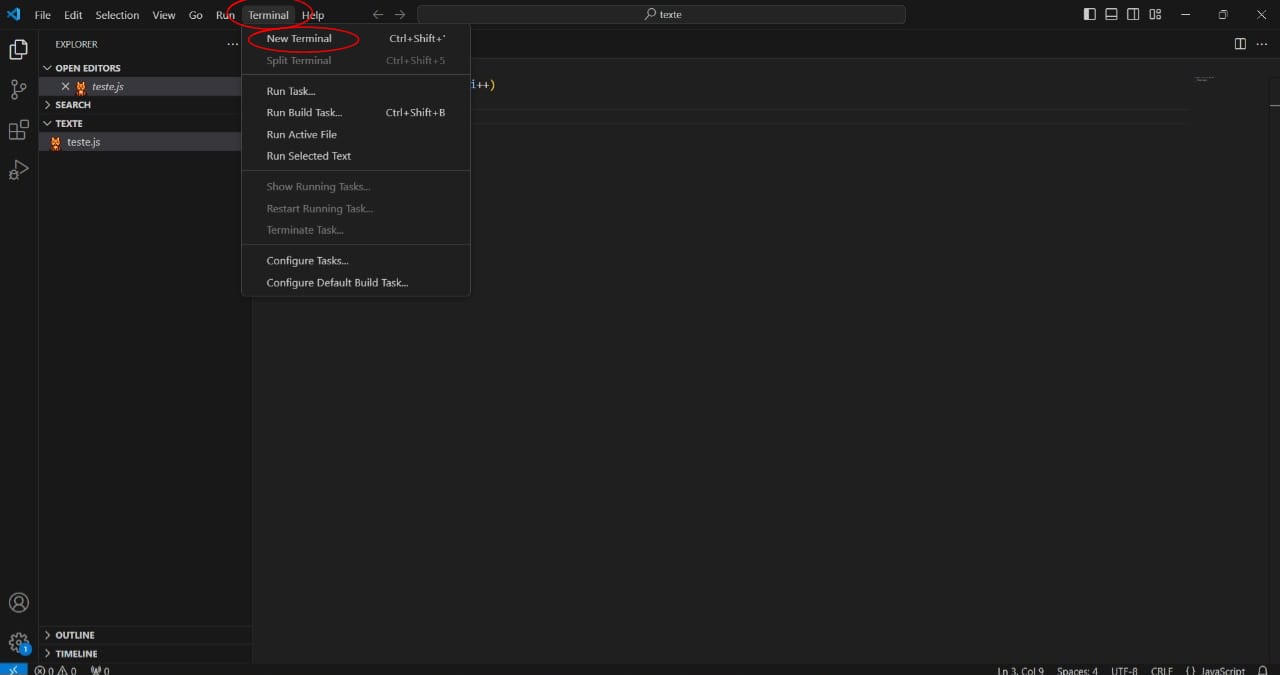 File Edit Selection View Go Run Terminal Help
texte
EXPLORER
OPEN EDITORS
teste.js
SEARCH
TEXTE
teste.js
New Terminal Ctrl+Shift+'
Split Terminal Ctrl+Shift+5
Run Task...
Run Build Task... Ctrl+Shift+B
Run Active File
Run Selected Text
Show Running Tasks...
Restart Running Task...
Terminate Task...
Configure Tasks...
Configure Default Build Task...
i++)
OUTLINE
TIMELINE
1
0 0 0
Ln 3, Col 9 Spaces: 4 UTF-8 CRLF {} JavaScript